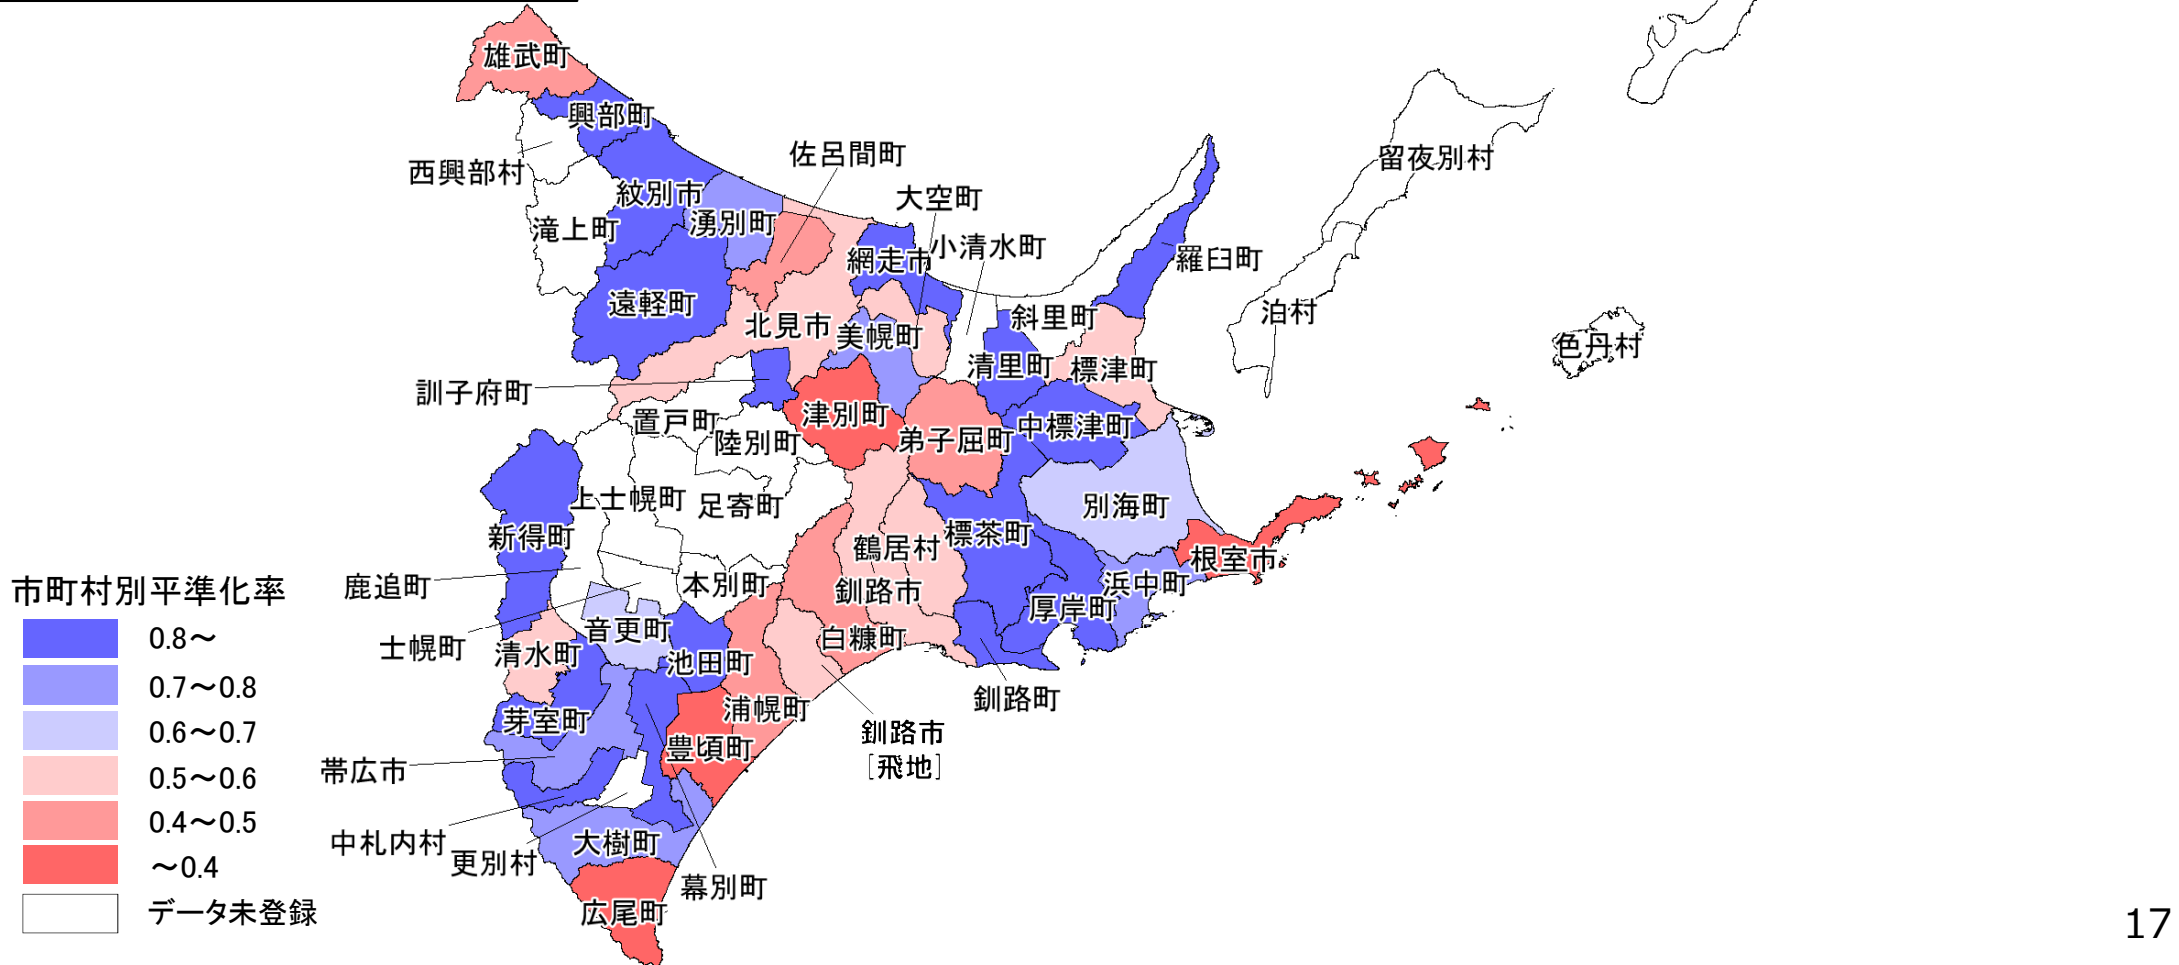 雄武町
興部町
佐呂間町
留夜別村
西興部村
大空町
紋別市
湧別町
滝上町
小清水町
網走市
羅臼町
遠軽町
泊村
斜里町
北見市
美幌町
色丹村
清里町
標津町
訓子府町
津別町
置戸町
中標津町
陸別町
弟子屈町
上士幌町
足寄町
別海町
新得町
標茶町
鶴居村
根室市
市町村別平準化率
鹿追町
本別町
浜中町
釧路市
厚岸町
0.8～
音更町
白糠町
士幌町
清水町
池田町
0.7～0.8
釧路町
浦幌町
芽室町
0.6～0.7
釧路市
[飛地]
豊頃町
帯広市
0.5～0.6
0.4～0.5
中札内村
大樹町
更別村
～0.4
幕別町
データ未登録
広尾町
17